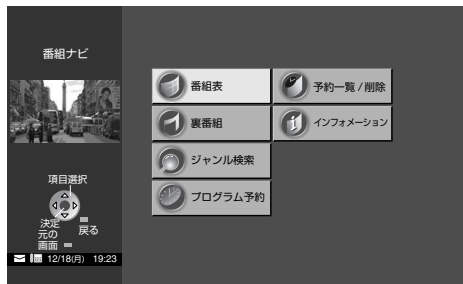 番組ナビ
番組表
予約一覧 / 削除
裏番組
インフォメーション
ジャンル検索
プログラム予約
項目選択
決定
戻る
元の
画面
12/18(月) 19:23